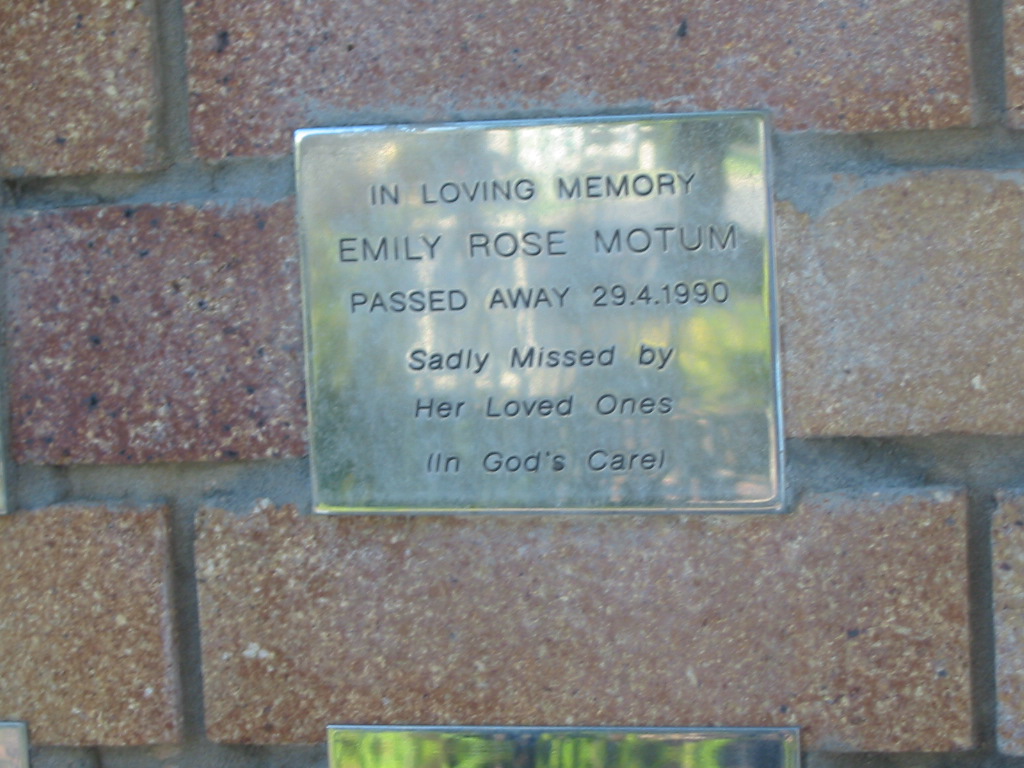 IN LOVING MEMORY
EMILY ROSE MOTUM
PASSED AWAY 29.4.1990
Sadly Missed by
Her Loved Ones
(In God's Care)